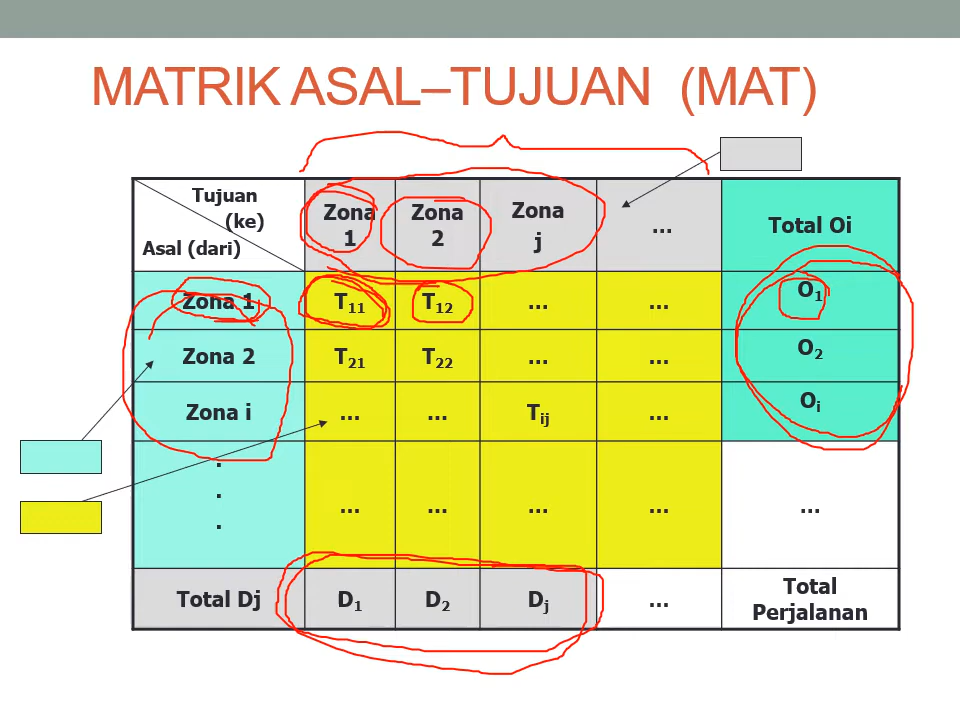 MATRIK ASAL–TUJUAN (MAT)
Tujuan
(ke)
Asal (dari)
Zona
1
Zona
2
Zona
j
...
Total Oi
Zona 1
T11
T12
...
...
O1
Zona 2
T21
T22
...
...
O2
Zona i
...
...
Tij
...
Oi
.
.
.
...
...
...
...
...
Total Dj
D1
D2
Dj
...
Total
Perjalanan